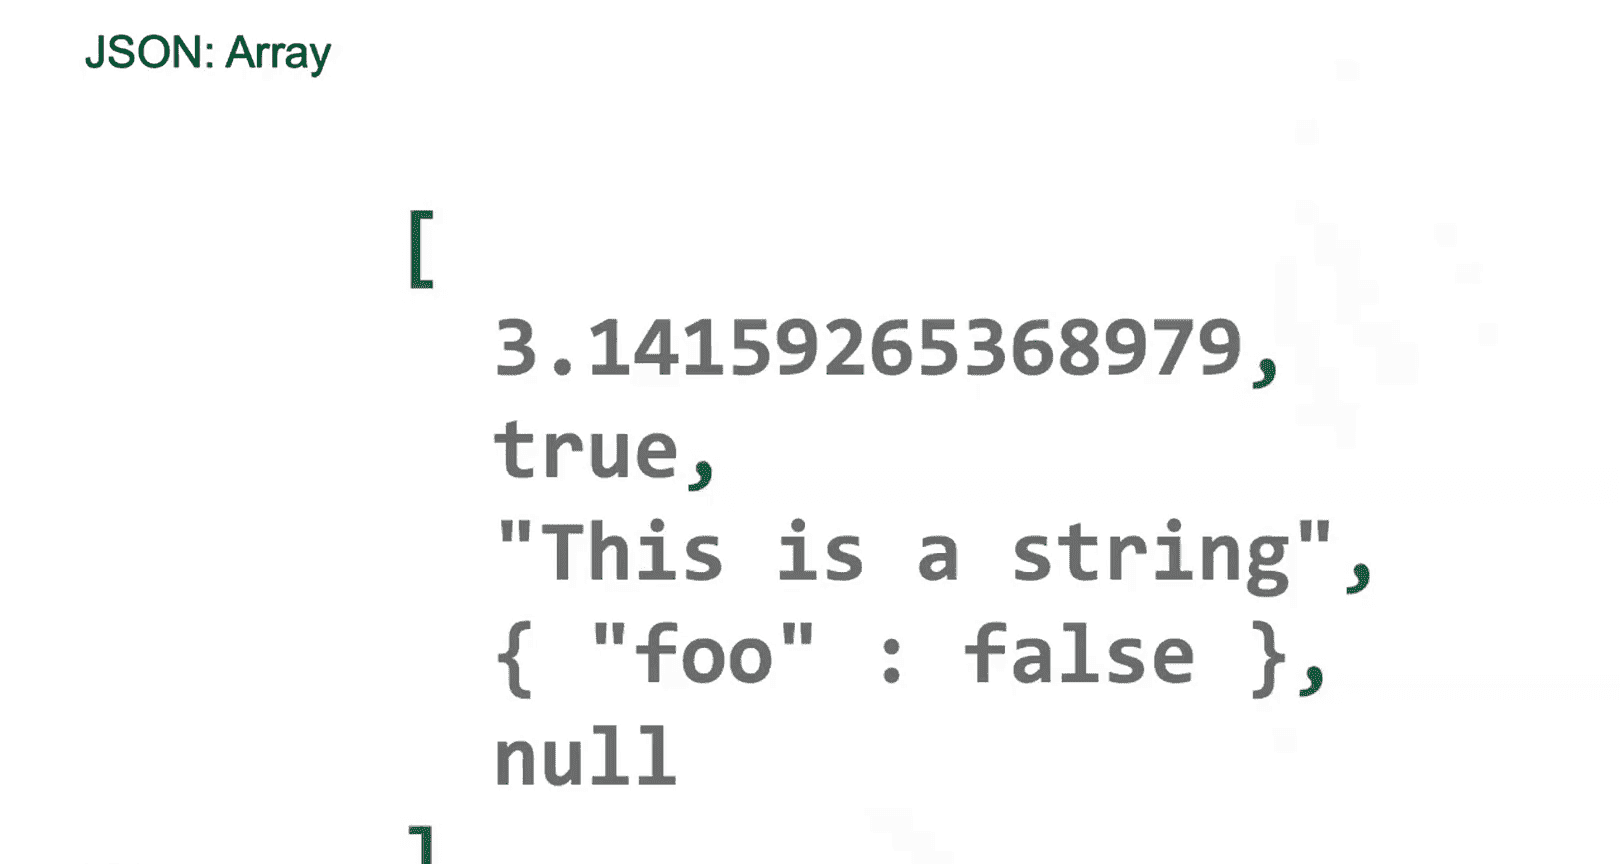 JSON: Array
[
3.14159265368979,
true,
"This is a string",
{ "foo" : false },
null
]